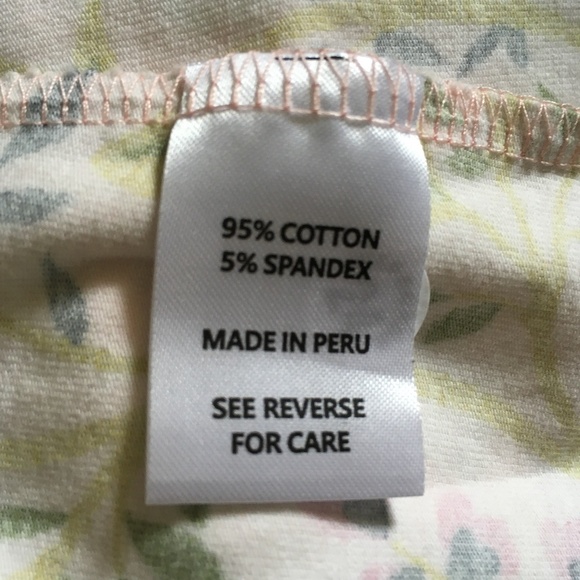 95% COTTON
5% SPANDEX
MADE IN PERU
SEE REVERSE
FOR CARE